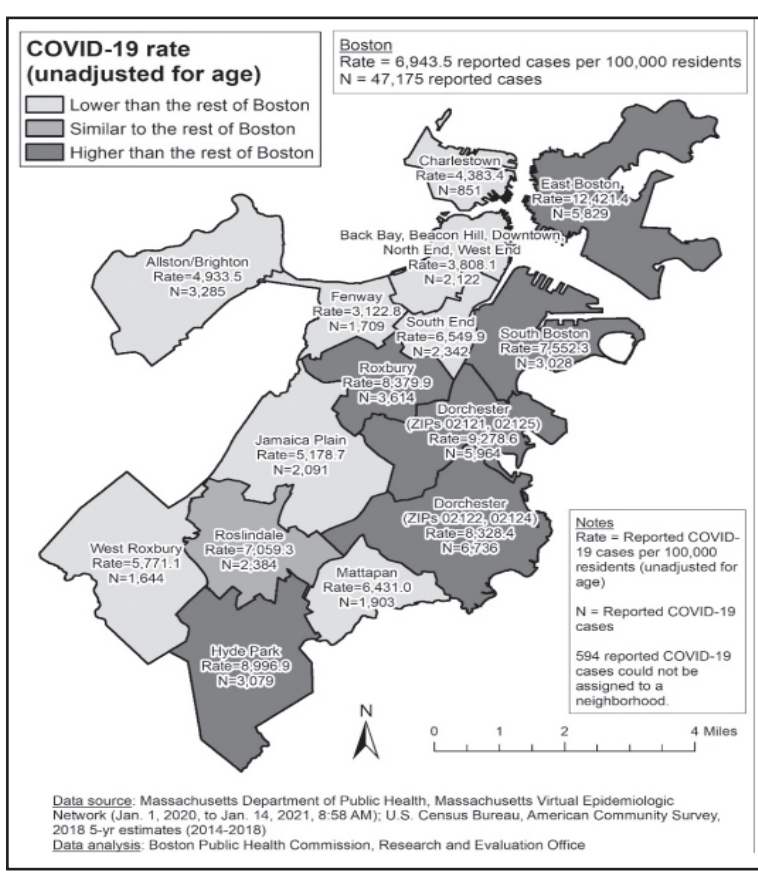 COVID-19 rate
(unadjusted for age)
Lower than the rest of Boston
Similar to the rest of Boston
Higher than the rest of Boston
Boston
Rate = 6,943.5 reported cases per 100,000 residents
N = 47,175 reported cases
Charlestown
Rate=4,383.4
N=851
East Boston
Rate=12,421.4
N=5,829
Back Bay, Beacon Hill, Downtown,
North End, West End
Rate=3,808.1
N=2,122
Allston/Brighton
Rate=4,933.5
N=3,285
Fenway
Rate=3,122.8
N=1,709
South End
Rate=6,549.9
N=2,342
South Boston
Rate=7,552.3
N=3,028
Roxbury
Rate=8,379.9
N=3,614
Dorchester
(ZIPs 02121, 02125)
Rate=9,278.6
N=5,964
Jamaica Plain
Rate=5,178.7
N=2,091
Dorchester
(ZIPs 02122, 02124)
Rate=8,328.4
N=6,736
West Roxbury
Rate=5,771.1
N=1,644
Roslindale
Rate=7,059.3
N=2,384
Mattapan
Rate=6,431.0
N=1,903
Hyde Park
Rate=8,996.9
N=3,079
Notes
Rate = Reported COVID-
19 cases per 100,000
residents (unadjusted for
age)
N = Reported COVID-19
cases
594 reported COVID-19
cases could not be
assigned to a
neighborhood.
N
0 1 2 4 Miles
Data source: Massachusetts Department of Public Health, Massachusetts Virtual Epidemiologic
Network (Jan. 1, 2020, to Jan. 14, 2021, 8:58 AM); U.S. Census Bureau, American Community Survey,
2018 5-yr estimates (2014-2018)
Data analysis: Boston Public Health Commission, Research and Evaluation Office